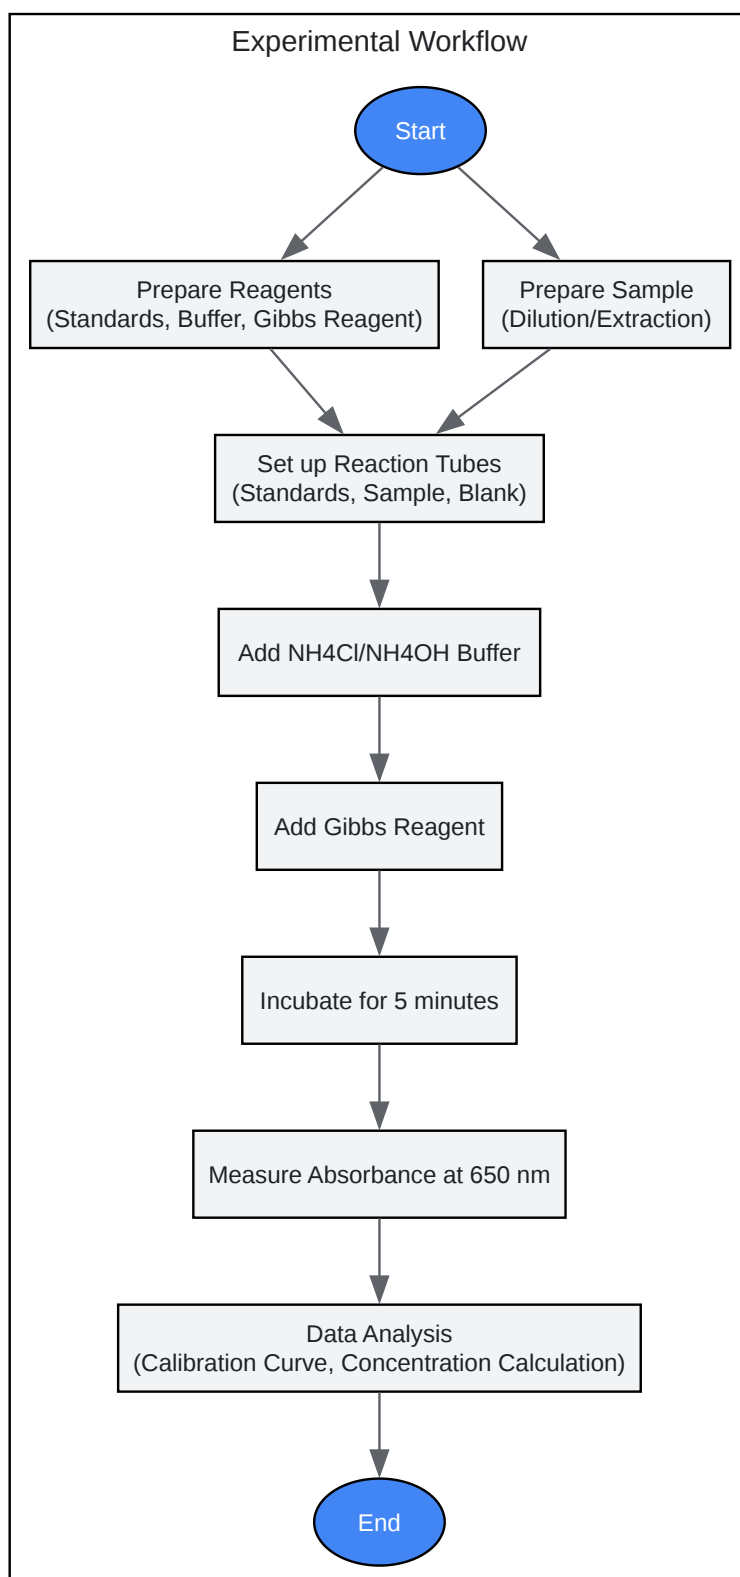 Experimental Workflow
Start
Prepare Reagents
(Standards, Buffer, Gibbs Reagent)
Prepare Sample
(Dilution/Extraction)
Set up Reaction Tubes
(Standards, Sample, Blank)
Add NH4Cl/NH4OH Buffer
Add Gibbs Reagent
Incubate for 5 minutes
Measure Absorbance at 650 nm
Data Analysis
(Calibration Curve, Concentration Calculation)
End